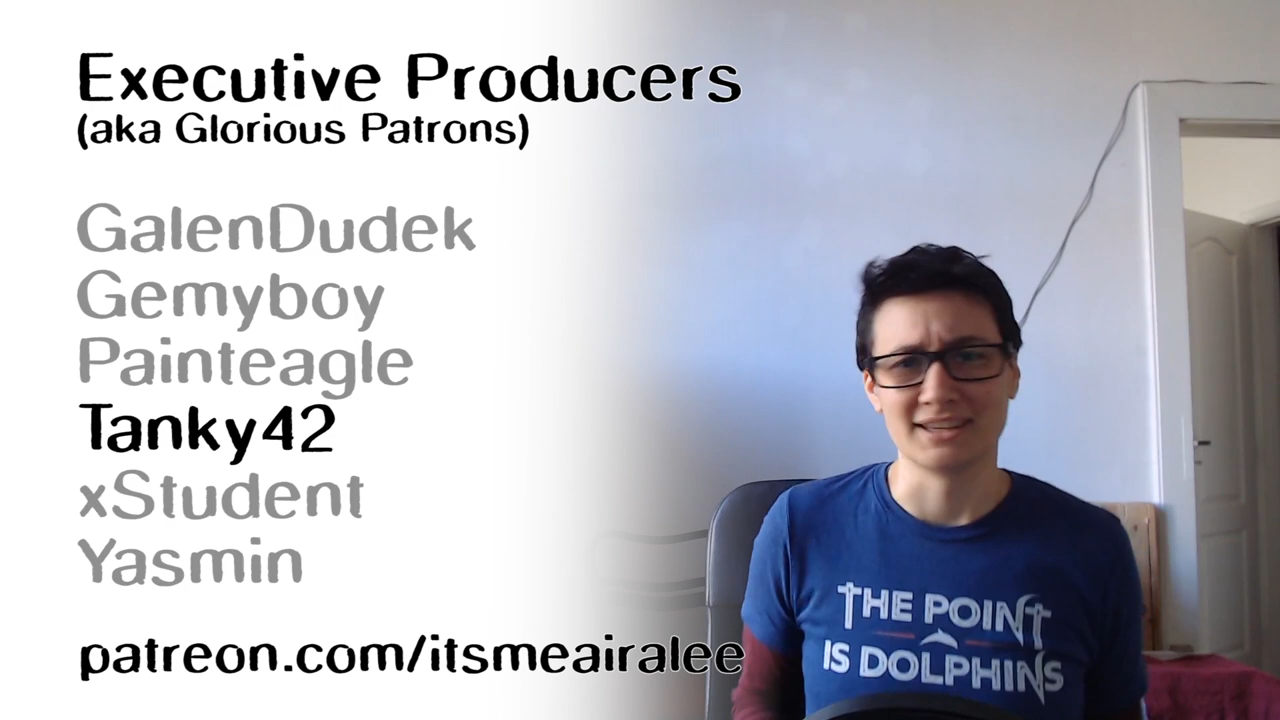 Executive Producers
(aka Glorious Patrons)
GalenDudek
Gemyboy
Painteagle
Tanky42
xStudent
Yasmin
patreon.com/itsmeairalee
THE POINT
IS DOLPHINS